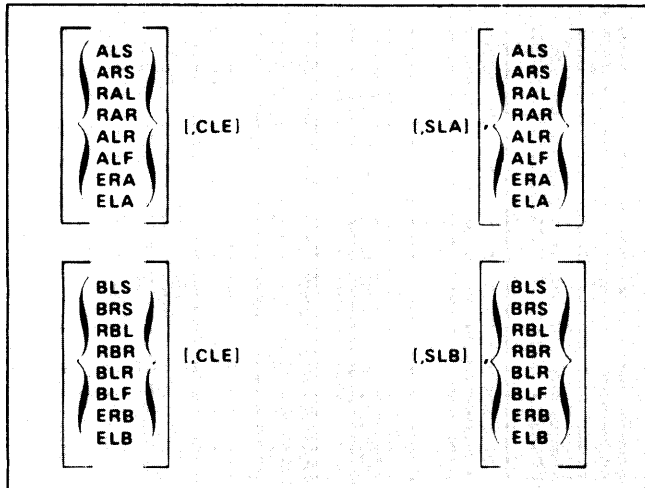 ALS ALS
ARS ARS
RAL RAL
RAR RAR
[,CLE] [,SLA] ,
ALR ALR
ALF ALF
ERA ERA
ELA ELA
BLS BLS
BRS BRS
RBL RBL
RBR RBR
[,CLE] [,SLB] ,
BLR BLR
BLF BLF
ERB ERB
ELB ELB